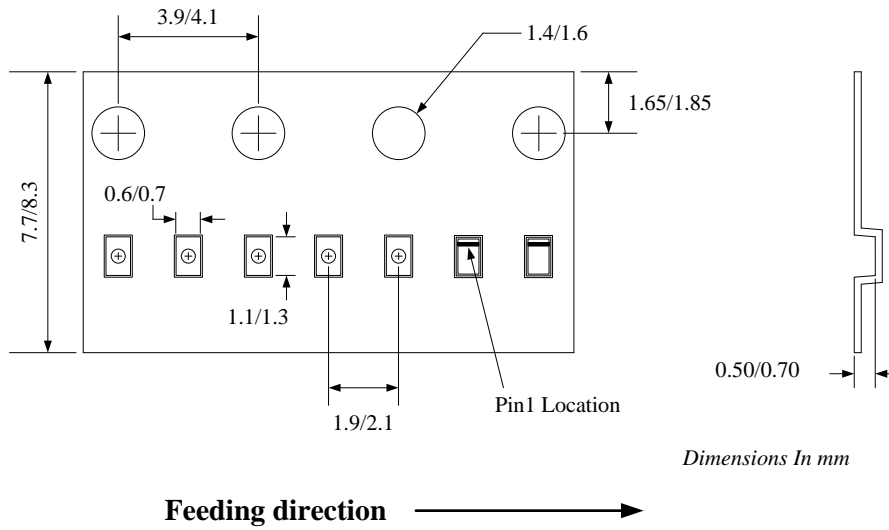 3.9/4.1
1.4/1.6
1.65/1.85
7.7/8.3
0.6/0.7
1.1/1.3
0.50/0.70
1.9/2.1
Pin1 Location
Dimensions In mm
Feeding direction